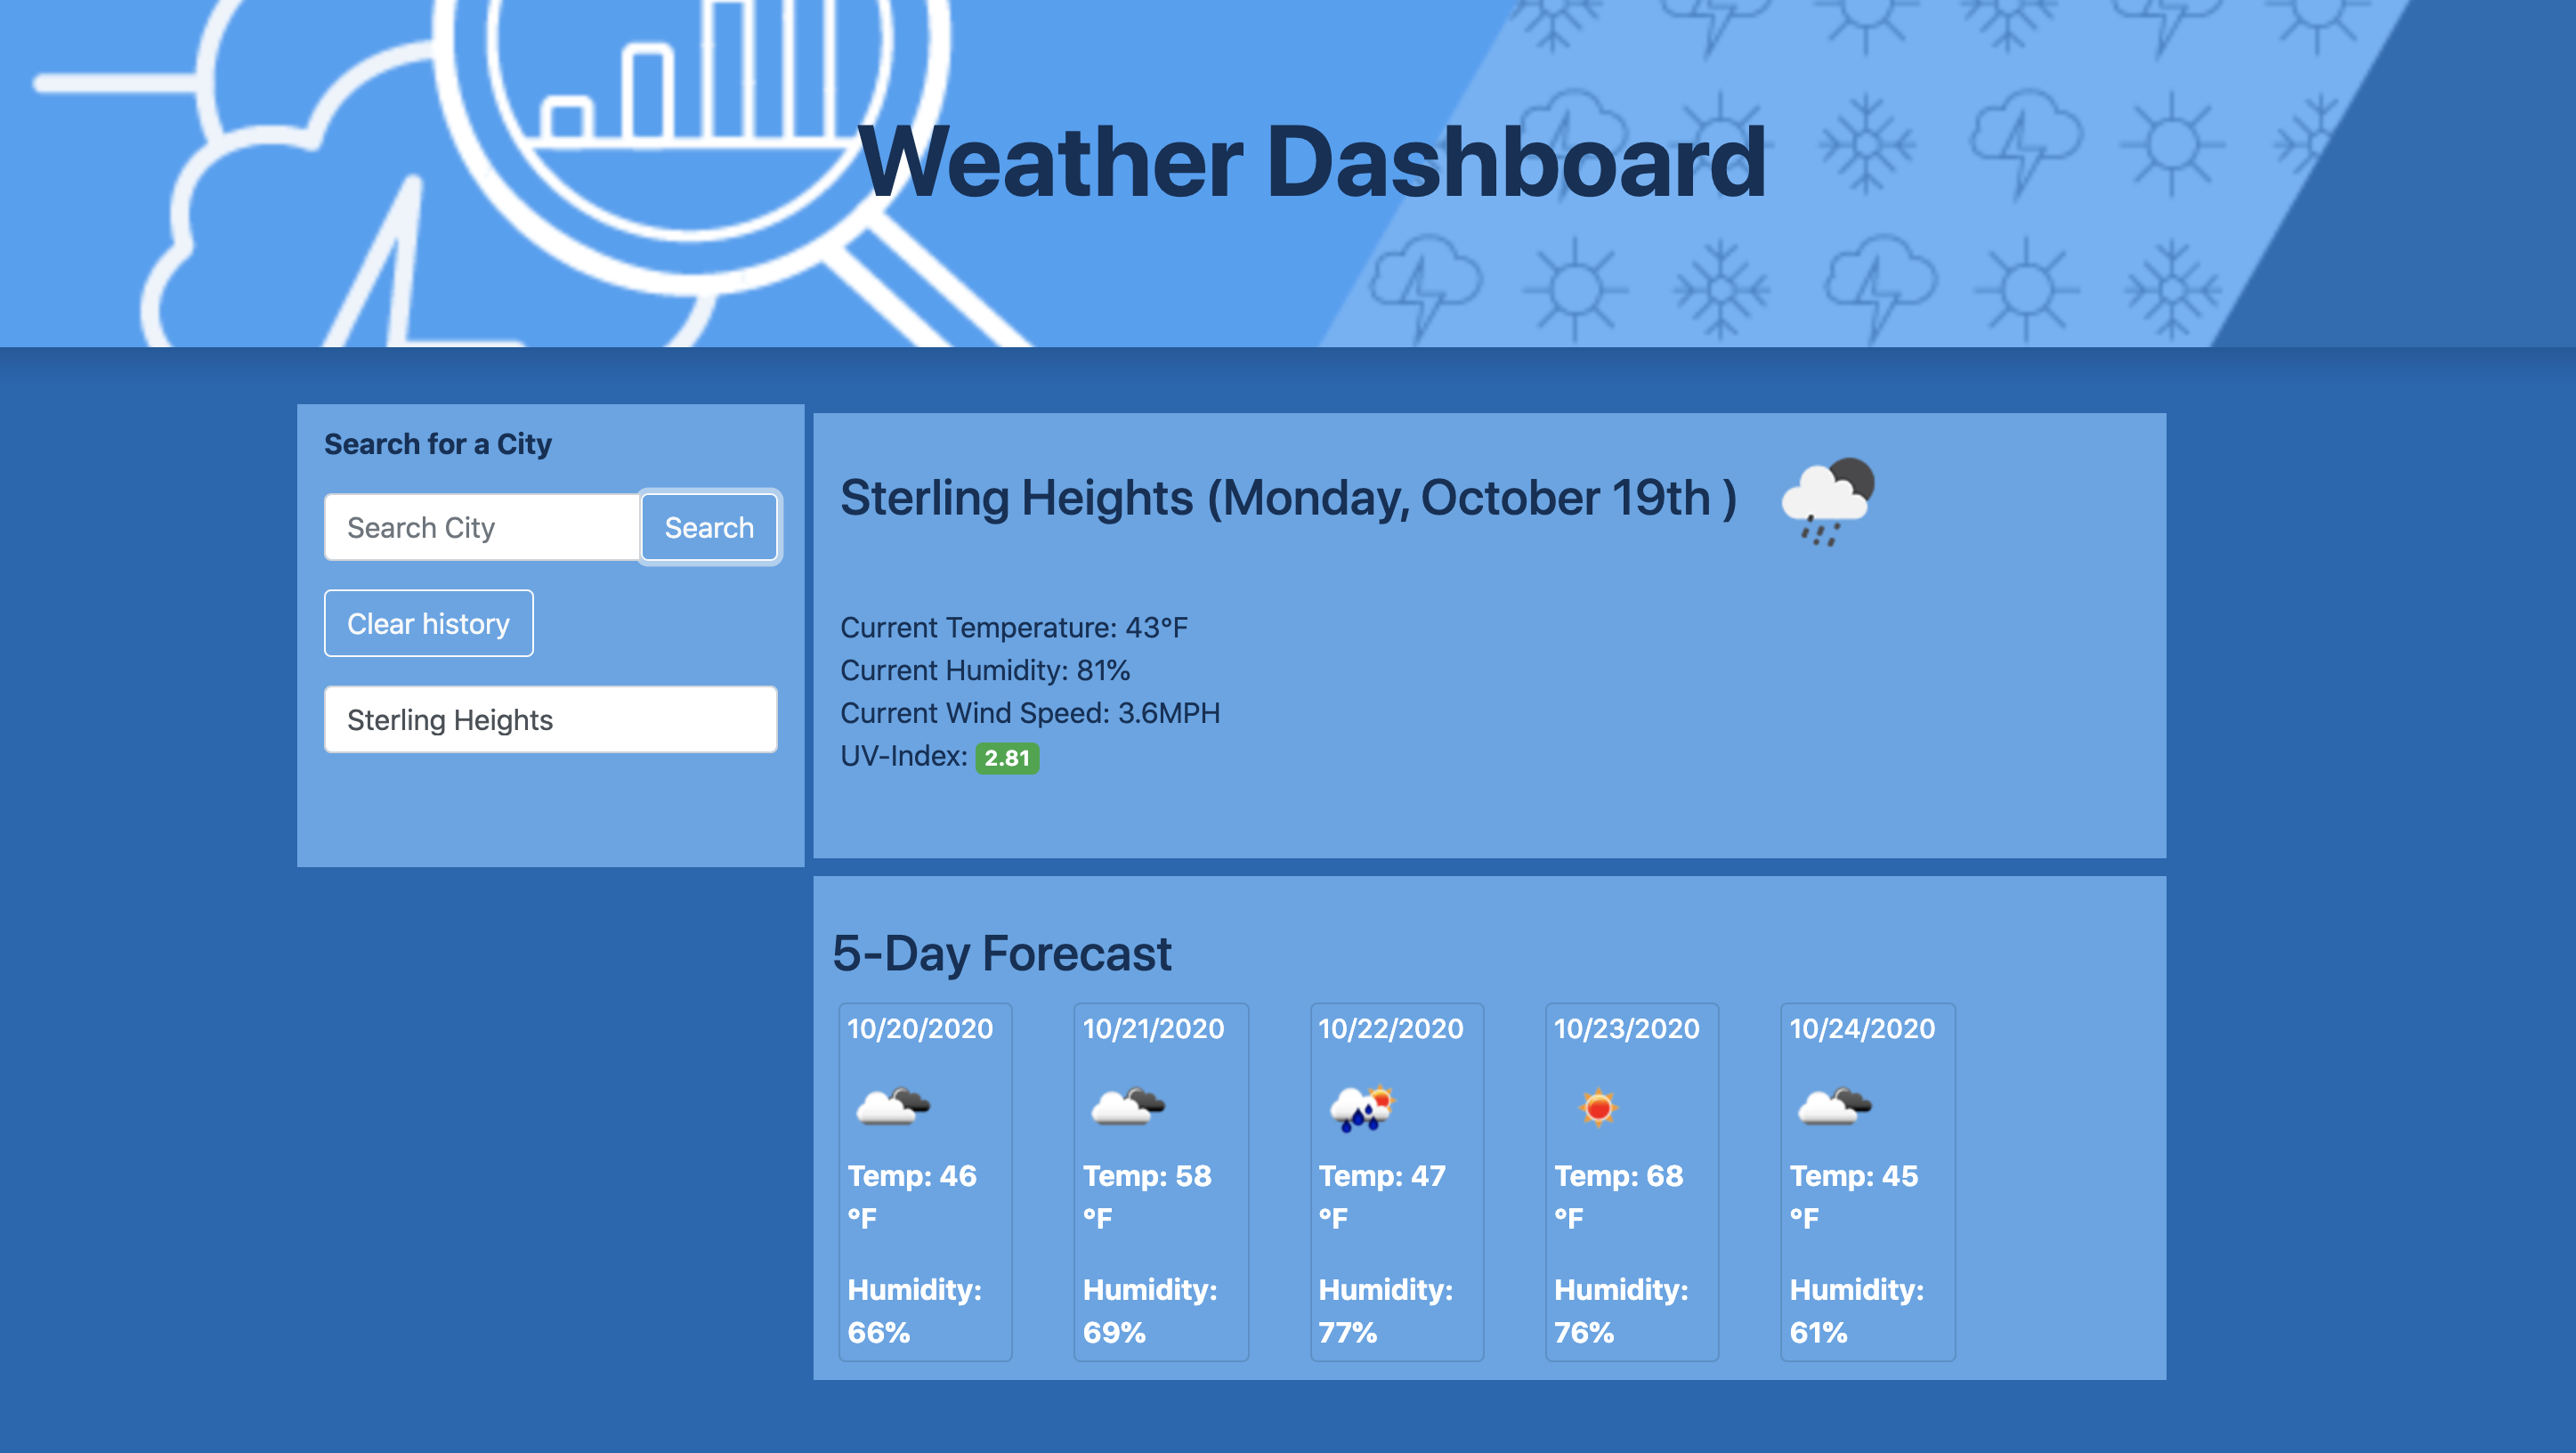 Weather Dashboard
Search for a City
Search City
Search
Clear history
Sterling Heights
Sterling Heights (Monday, October 19th )
Current Temperature: 43°F
Current Humidity: 81%
Current Wind Speed: 3.6MPH
UV-Index: 2.81
5-Day Forecast
10/20/2020
Temp: 46
°F
Humidity:
66%
10/21/2020
Temp: 58
°F
Humidity:
69%
10/22/2020
Temp: 47
°F
Humidity:
77%
10/23/2020
Temp: 68
°F
Humidity:
76%
10/24/2020
Temp: 45
°F
Humidity:
61%